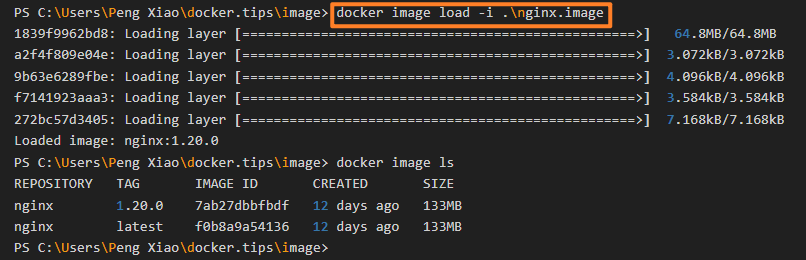 PS C:\Users\Peng Xiao\docker.tips\image> docker image load -i .\nginx.image
1839f9962bd8: Loading layer [==================================================>]   64.8MB/64.8MB
a2f4f809e04e: Loading layer [==================================================>]  3.072kB/3.072kB
9b63e6289fbe: Loading layer [==================================================>]  4.096kB/4.096kB
f7141923aaa3: Loading layer [==================================================>]  3.584kB/3.584kB
272bc57d3405: Loading layer [==================================================>]  7.168kB/7.168kB
Loaded image: nginx:1.20.0
PS C:\Users\Peng Xiao\docker.tips\image> docker image ls
REPOSITORY   TAG       IMAGE ID       CREATED       SIZE
nginx        1.20.0    7ab27dbbfbdf   12 days ago   133MB
nginx        latest    f0b8a9a54136   12 days ago   133MB
PS C:\Users\Peng Xiao\docker.tips\image>